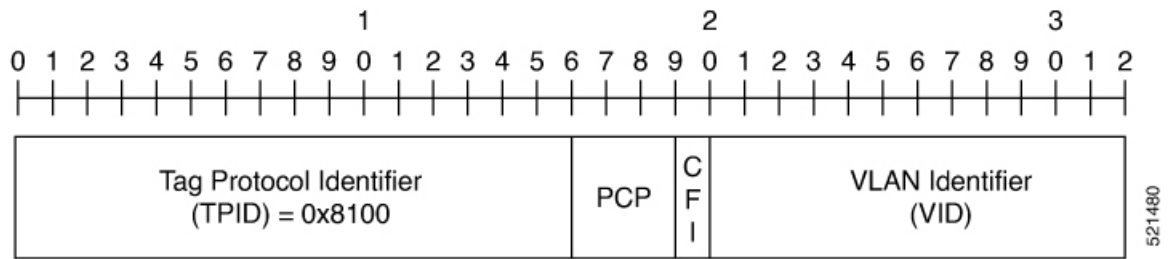 1 2 3
0 1 2 3 4 5 6 7 8 9 0 1 2 3 4 5 6 7 8 9 0 1 2 3 4 5 6 7 8 9 0 1 2
Tag Protocol Identifier
(TPID) = 0x8100
PCP
C
F
I
VLAN Identifier
(VID)
521480